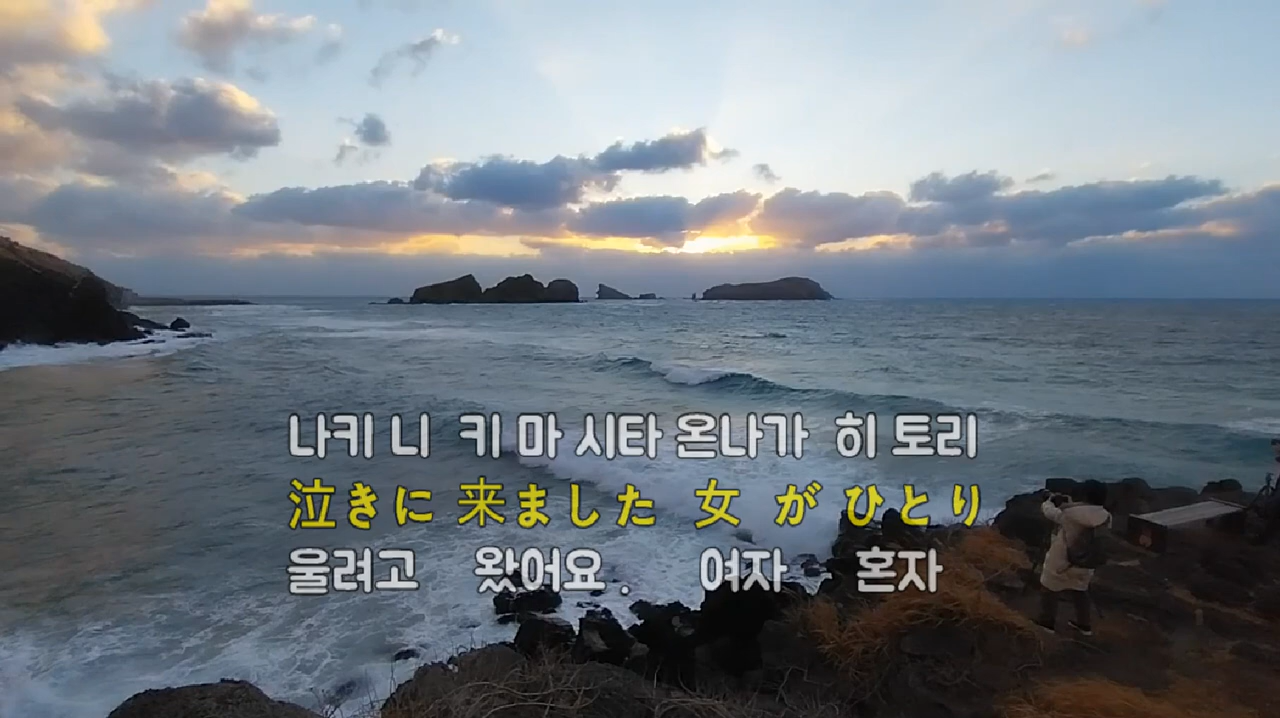 나키니 키마시타 온나가 히토리
泣きに 来ました 女 が ひとり
울려고 왔어요. 여자 혼자